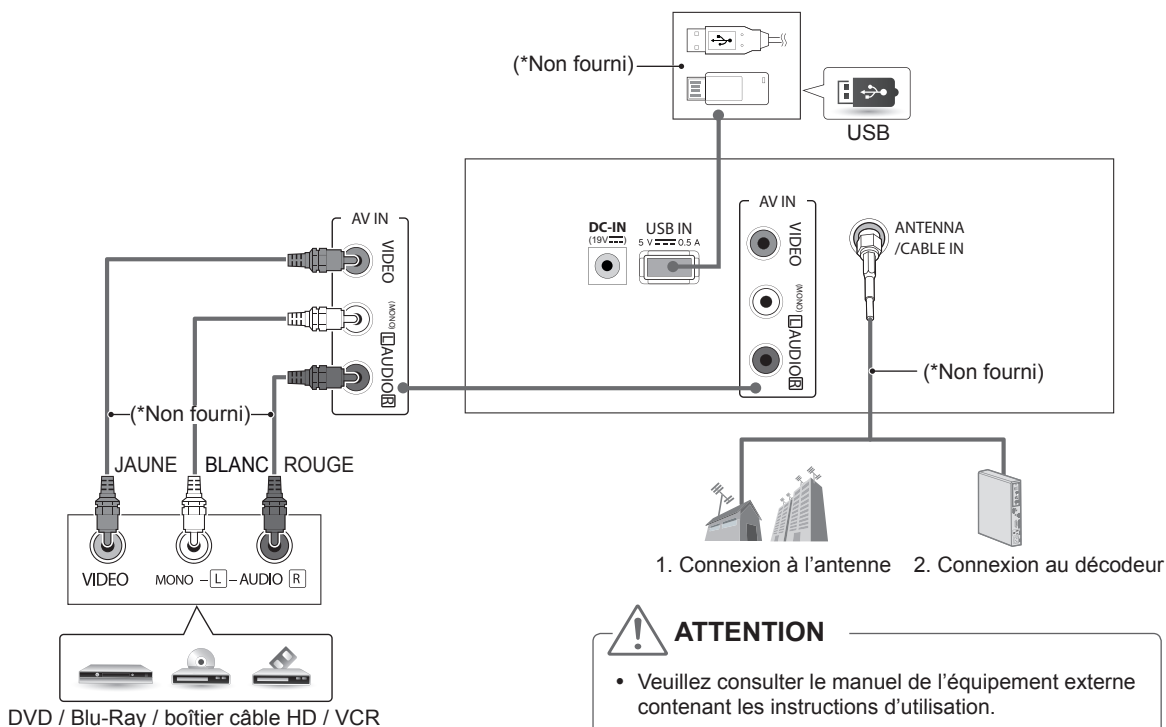 (*Non fourni)
USB
AV IN
VIDEO
(MONO)
L AUDIO R
DC-IN
(19V⎓)
USB IN
5 V ⎓ 0.5 A
AV IN
VIDEO
(MONO)
L AUDIO R
ANTENNA
/CABLE IN
(*Non fourni)
(*Non fourni)
JAUNE
BLANC
ROUGE
VIDEO
MONO – L – AUDIO R
DVD / Blu-Ray / boîtier câble HD / VCR
1. Connexion à l’antenne
2. Connexion au décodeur
ATTENTION
• Veuillez consulter le manuel de l’équipement externe
contenant les instructions d’utilisation.